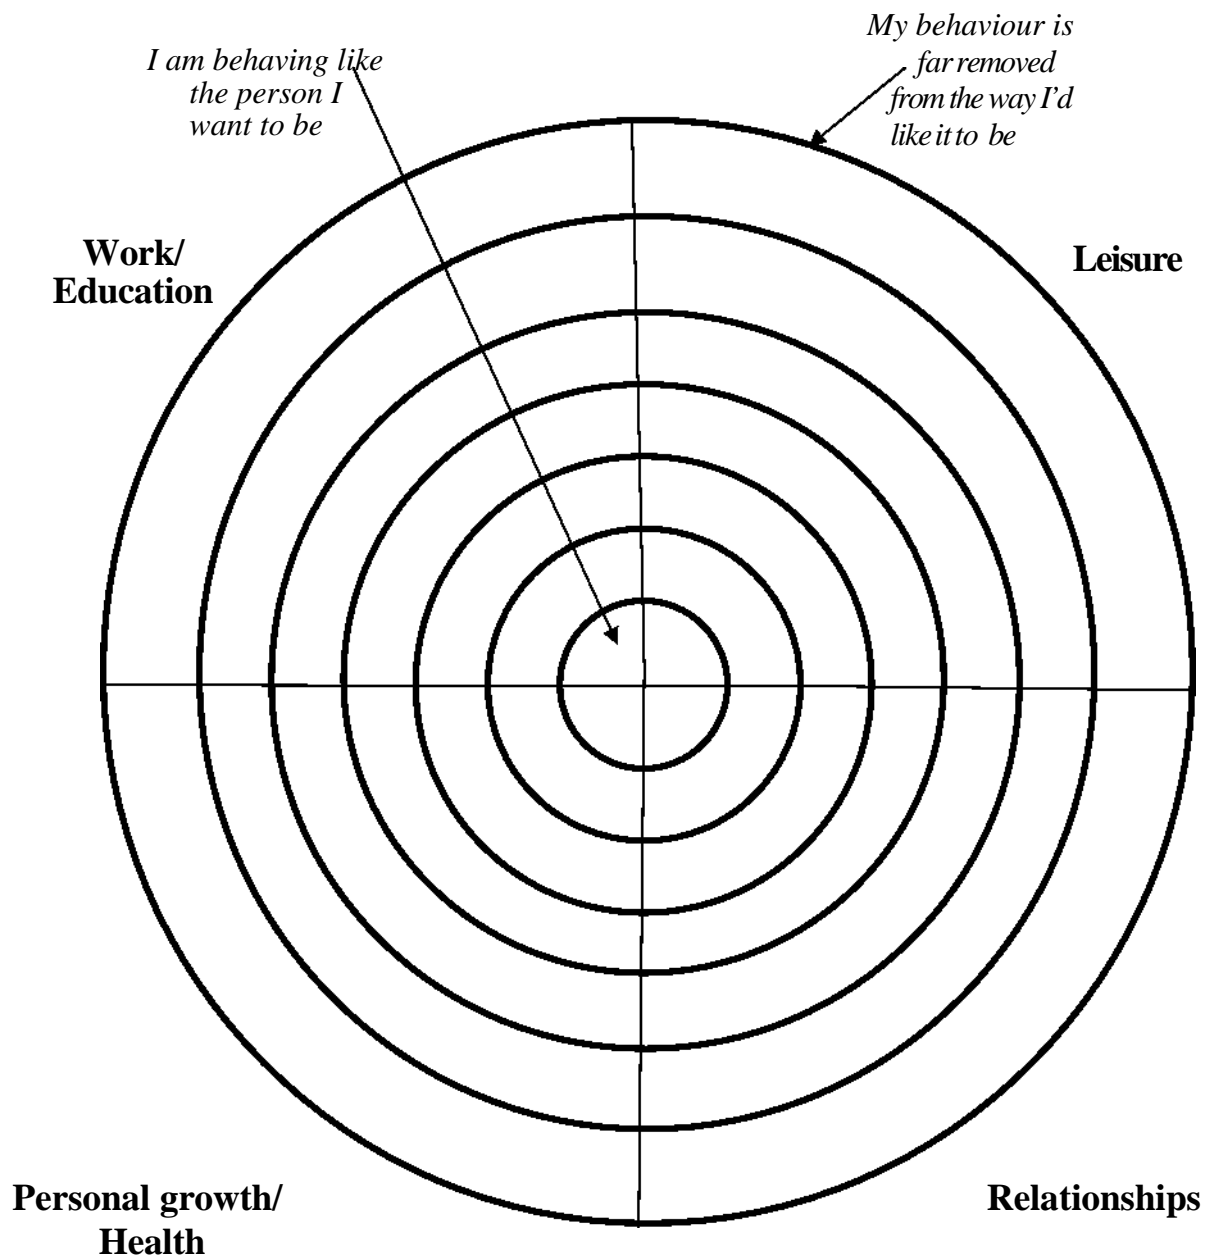 I am behaving like
the person I
want to be
My behaviour is
far removed
from the way I'd
like it to be
Work/
Education
Leisure
Personal growth/
Health
Relationships